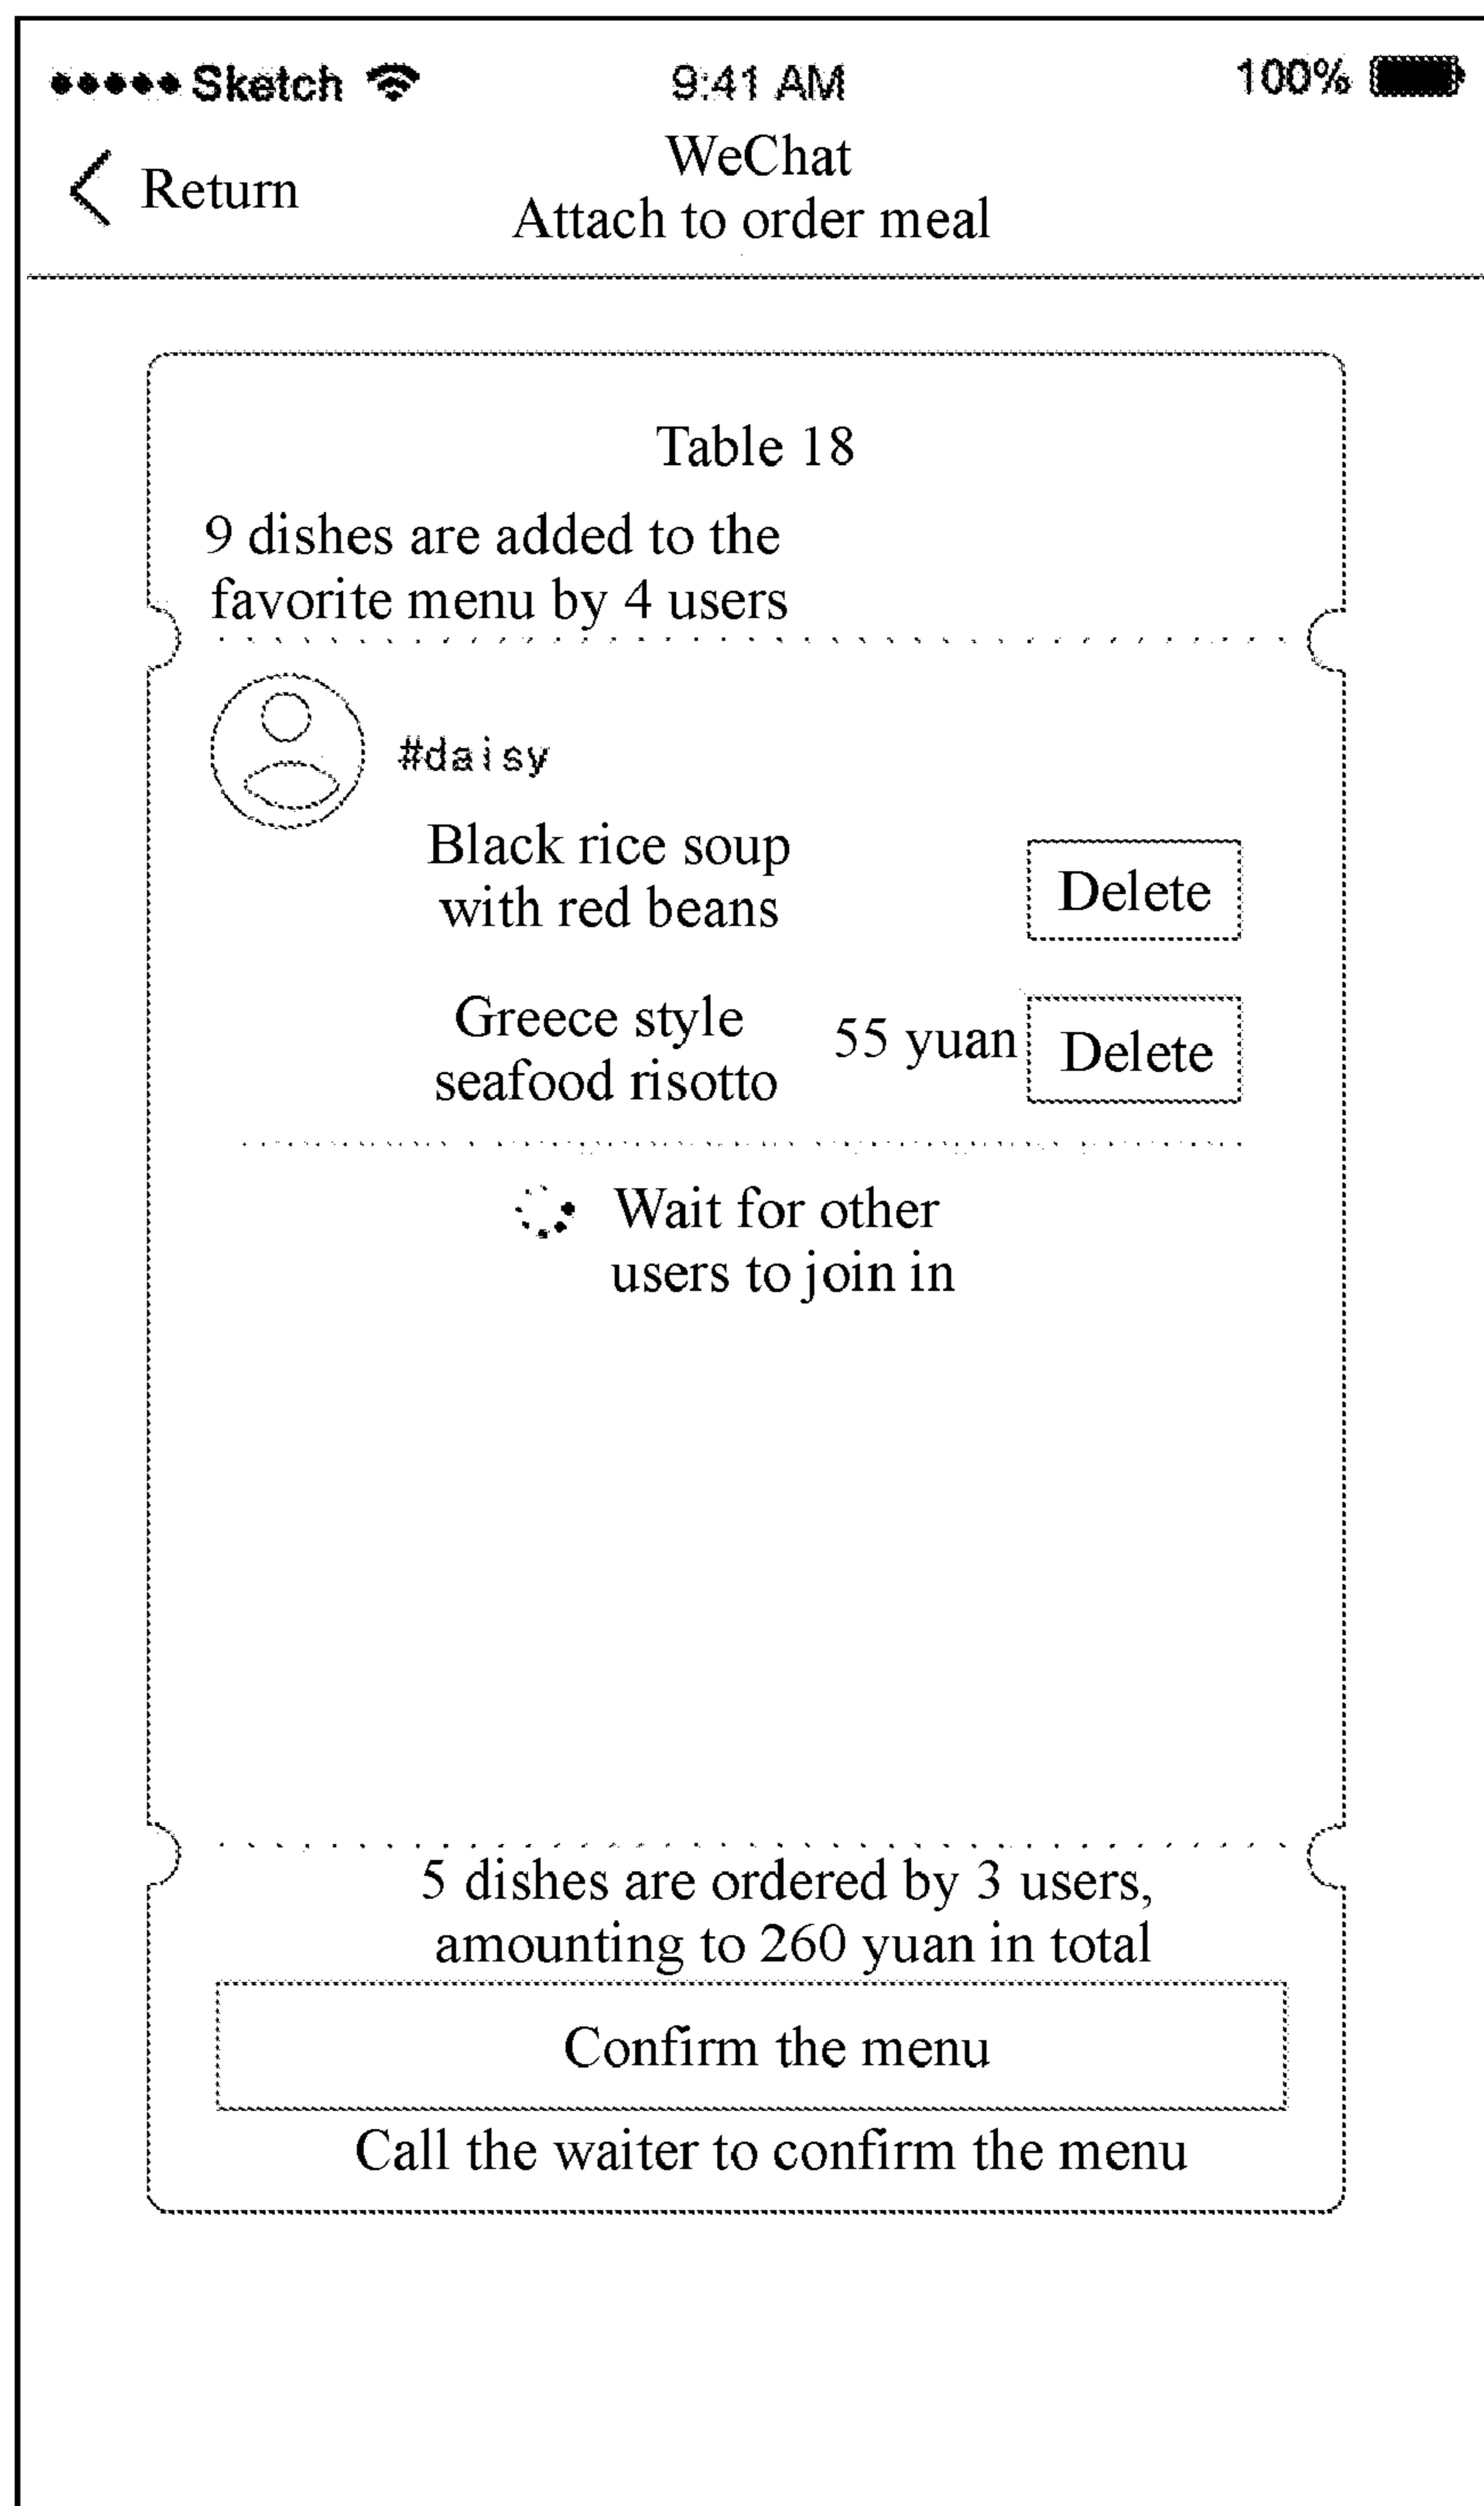 Sketch 9:41 AM 100%
WeChat
Return
Attach to order meal
Table 18
9 dishes are added to the
favorite menu by 4 users
#daisy
Black rice soup
with red beans
Delete
Greece style
seafood risotto
55 yuan
Delete
Wait for other
users to join in
5 dishes are ordered by 3 users,
amounting to 260 yuan in total
Confirm the menu
Call the waiter to confirm the menu